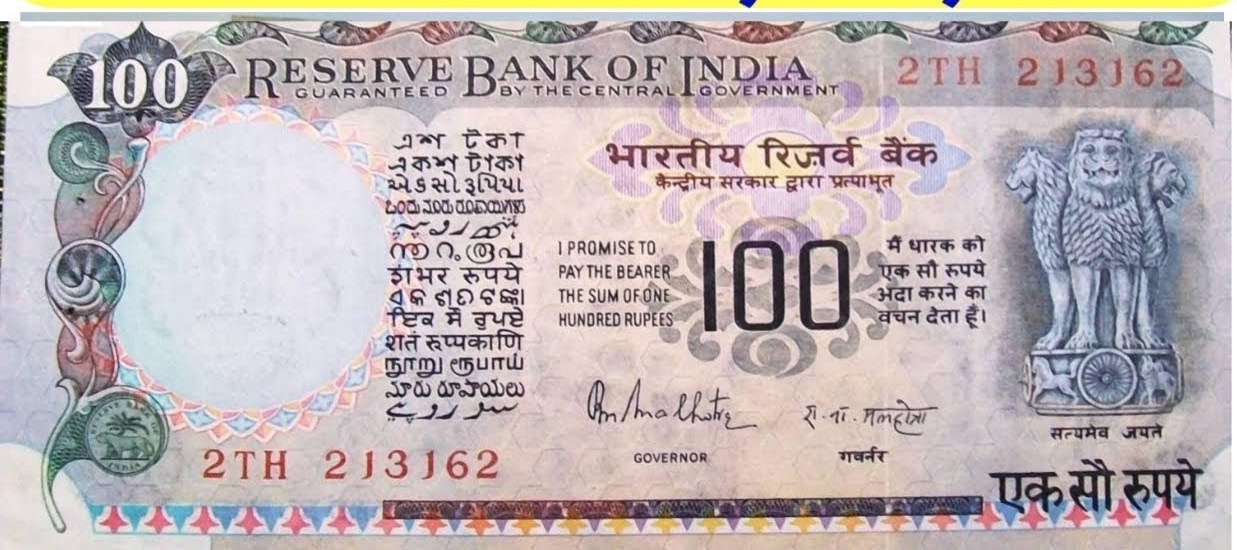 100
RESERVE BANK OF INDIA
GUARANTEED BY THE CENTRAL GOVERNMENT
2TH 213162
এশ টকা
একশ টাকা
એક સો રૂપિયા
ಒಂದು ನೂರು ರೂಪಾಯಿಗಳು
നൂറു രൂപ
शंभर रुपये
ଏକ ଶତ ଟଙ୍କା
ਇਕ ਸੌ ਰੁਪਏ
शतं रुप्यकाणि
நூறு ரூபாய்
నూరు రూపాయలు
سو روپے
भारतीय रिज़र्व बैंक
केन्द्रीय सरकार द्वारा प्रत्याभूत
I PROMISE TO
PAY THE BEARER
THE SUM OF ONE
HUNDRED RUPEES
100
मैं धारक को
एक सौ रुपये
अदा करने का
वचन देता हूँ।
RN Malhotra
रा. ना. मल्होत्रा
GOVERNOR
गवर्नर
सत्यमेव जयते
2TH 213162
एक सौ रुपये